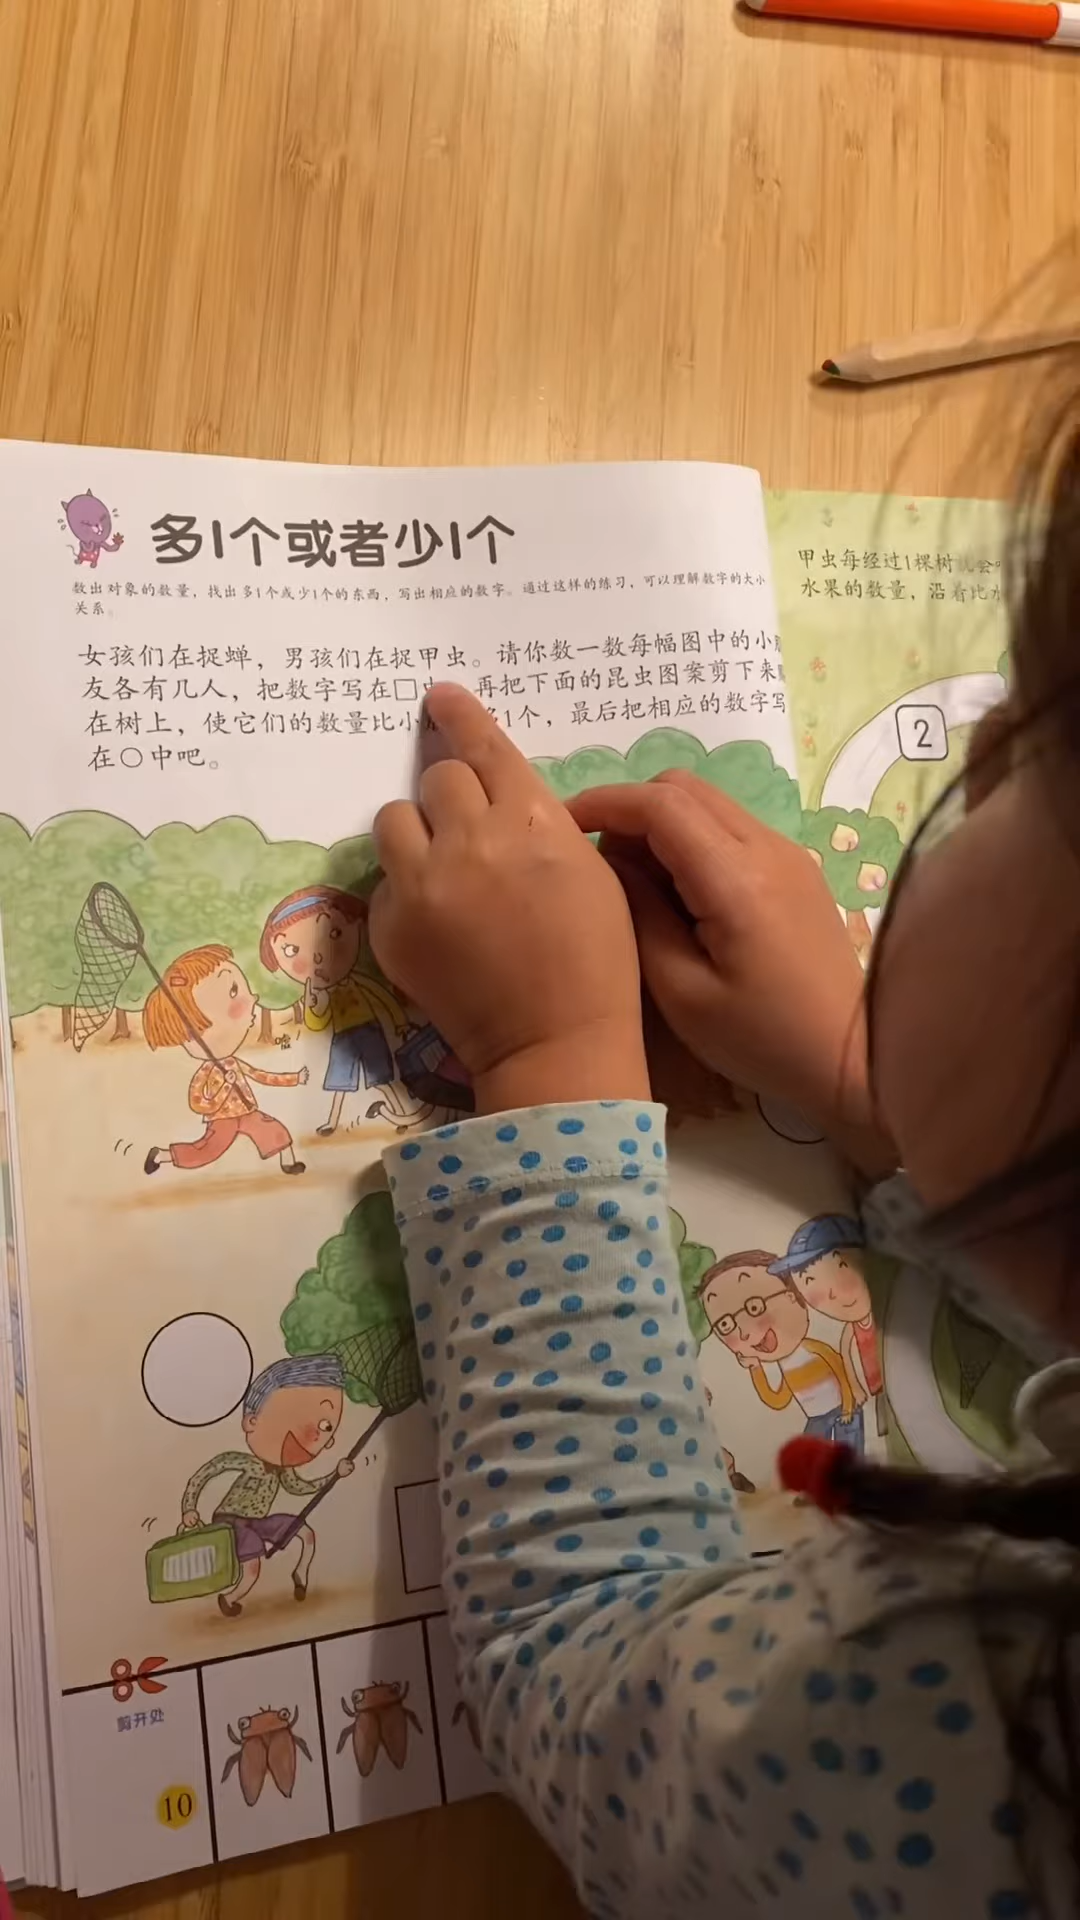 多1个或者少1个
数出对象的数量，找出多1个或少1个的东西，写出相应的数字。通过这样的练习，可以理解数字的大小
关系。
女孩们在捉蝉，男孩们在捉甲虫。请你数一数每幅图中的小
友各有几人，把数字写在□ 再把下面的昆虫图案剪下来
在树上，使它们的数量比小 多1个，最后把相应的数字写
在○中吧。
甲虫每经过1棵树就会
水果的数量，沿着比
2
嘘
剪开处
10